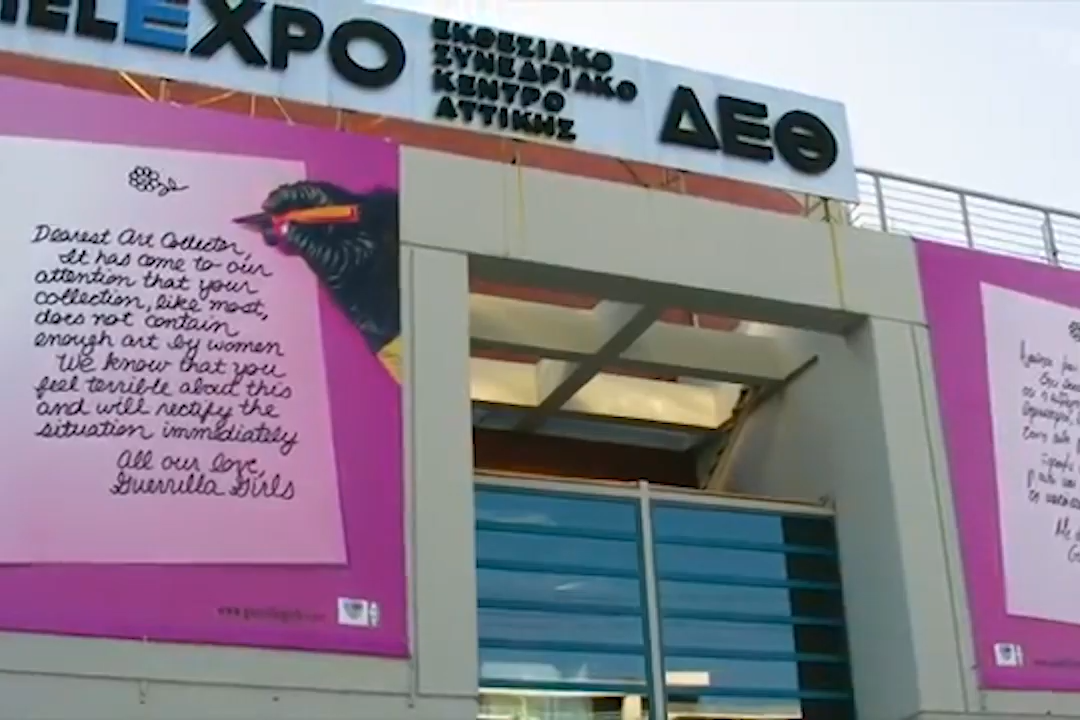 ELEXPO
ΕΚΘΕΣΙΑΚΟ
ΣΥΝΕΔΡΙΑΚΟ
ΚΕΝΤΡΟ
ΑΤΤΙΚΗΣ
ΔΕΘ
Dearest Art Collector,
It has come to our
attention that your
collection, like most,
does not contain
enough art by women
We know that you
feel terrible about this
and will rectify the
situation immediately
All our love,
Guerrilla Girls